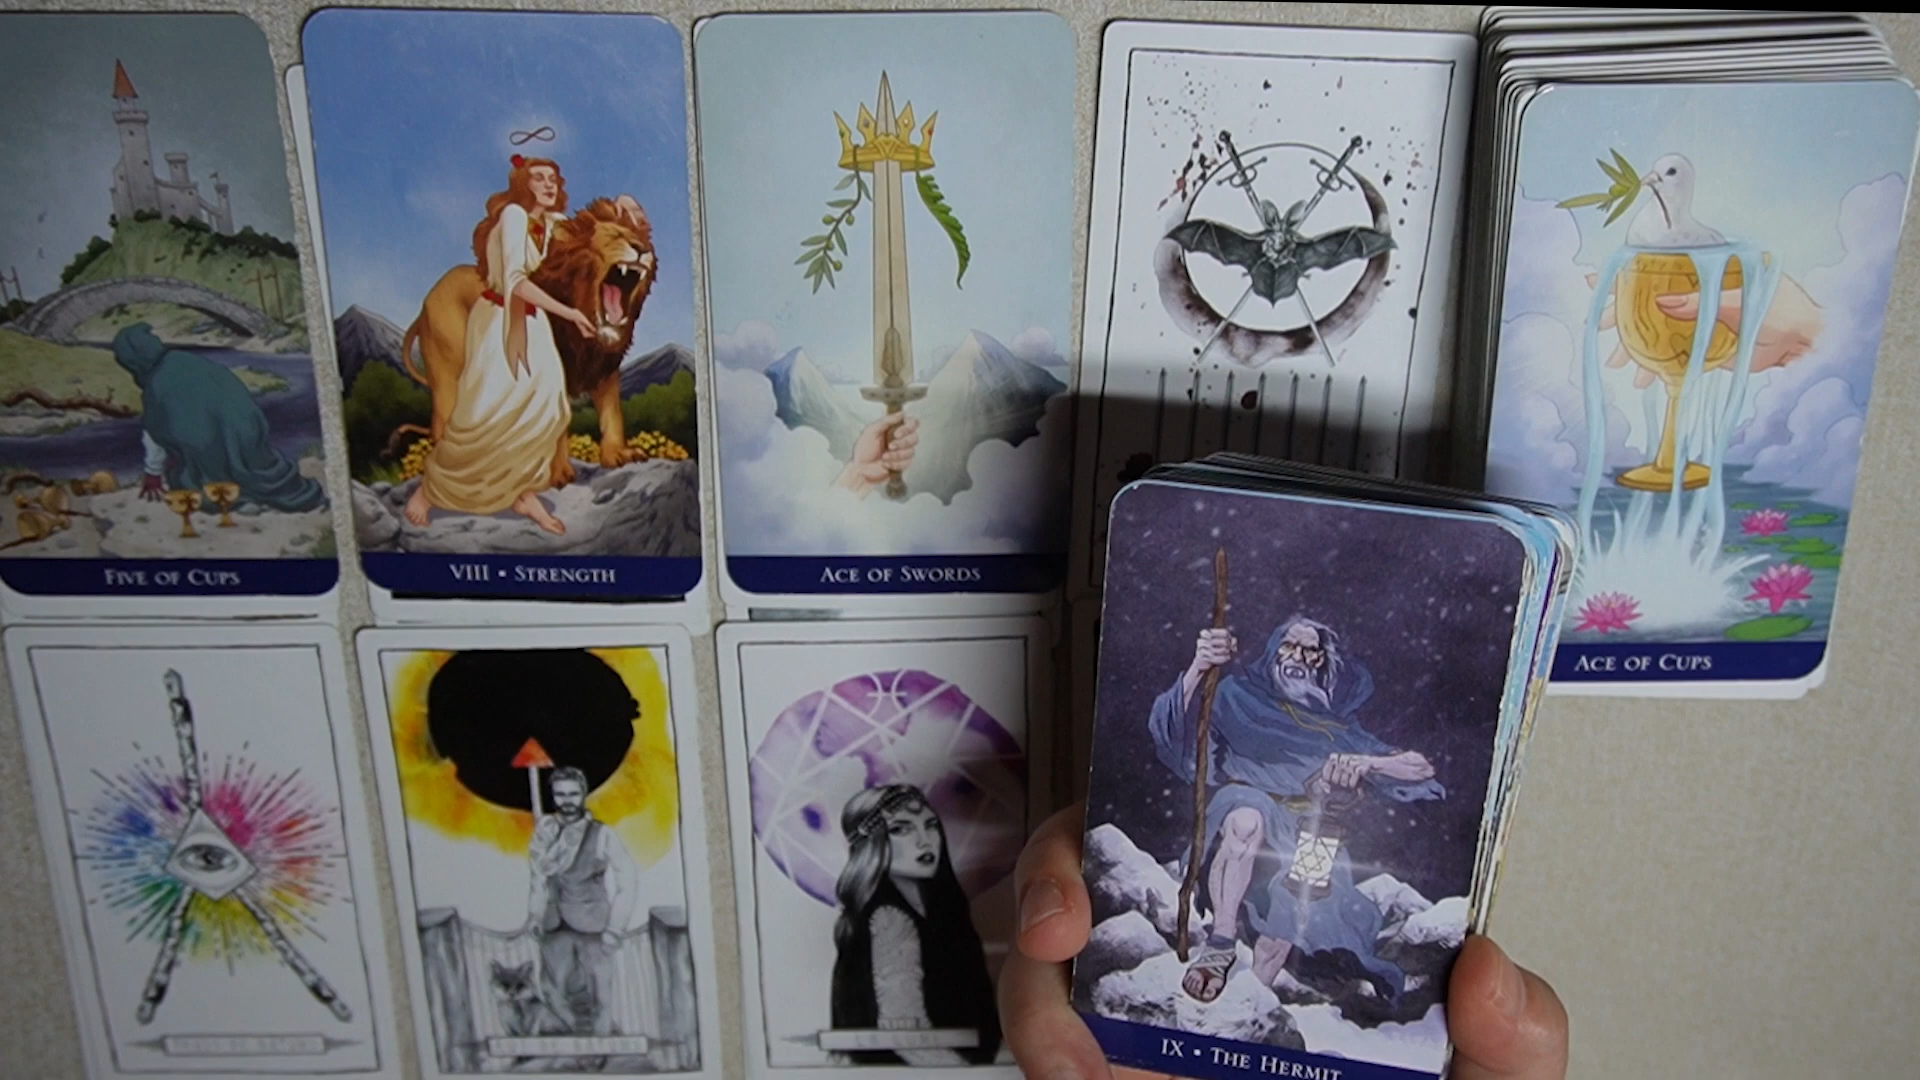 FIVE OF CUPS
VIII ▪ STRENGTH
ACE OF SWORDS
ACE OF CUPS
IX ▪ THE HERMIT